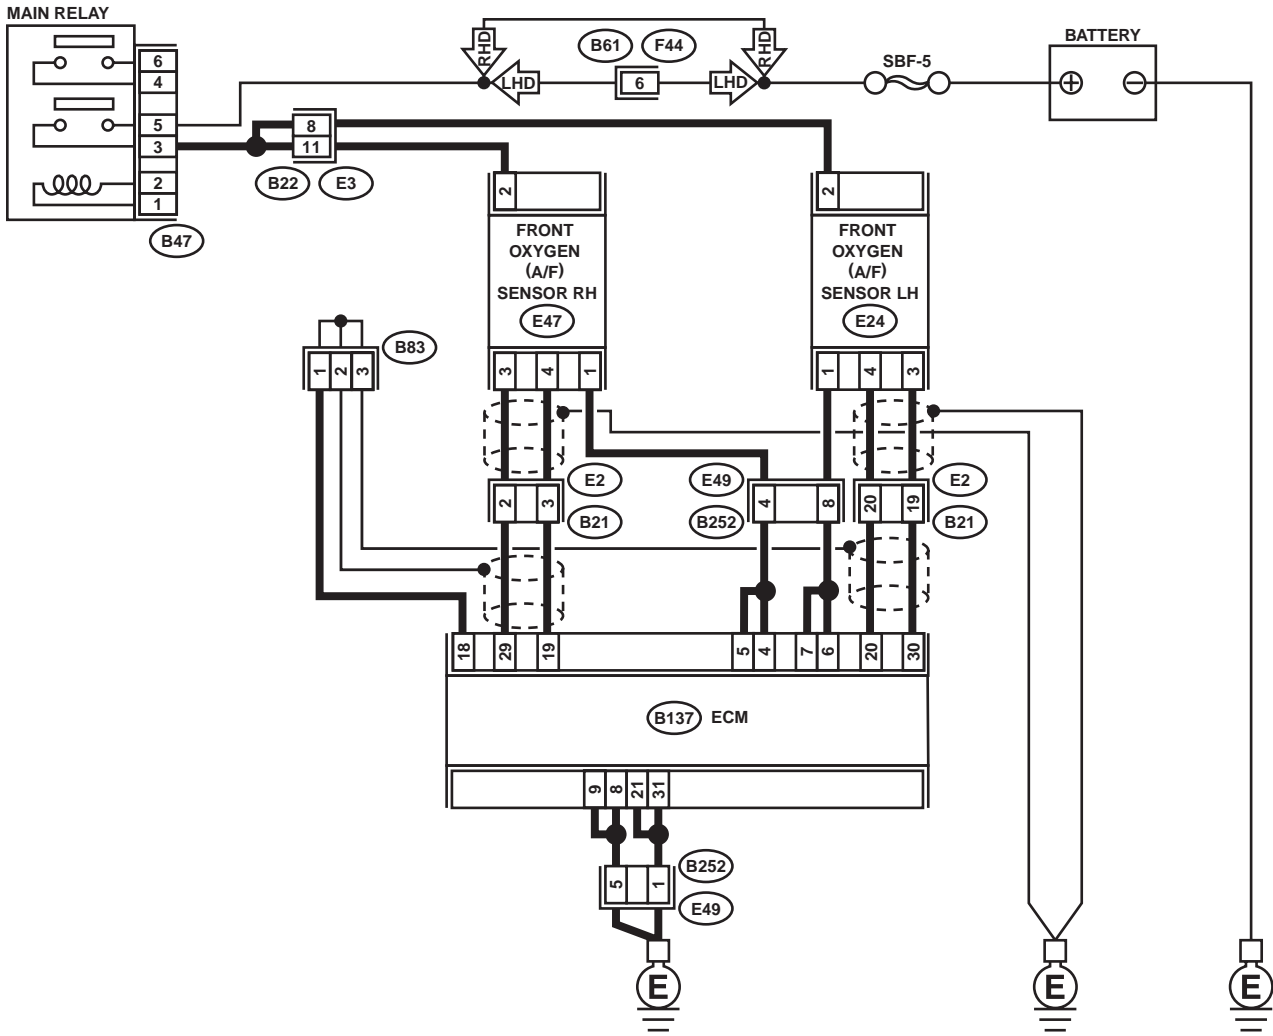 MAIN RELAY
RHD
B61
F44
RHD
BATTERY
SBF-5
LHD
6
LHD
6
4
5
3
2
1
8
11
B22
E3
B47
2
2
FRONT
OXYGEN
(A/F)
SENSOR RH
E47
FRONT
OXYGEN
(A/F)
SENSOR LH
E24
B83
1
2
3
3
4
1
1
4
3
E2
E49
E2
2
3
4
8
20
19
B21
B252
B21
18
29
19
5
4
7
6
20
30
B137
ECM
9
8
21
31
B252
5
1
E49
E
E
E